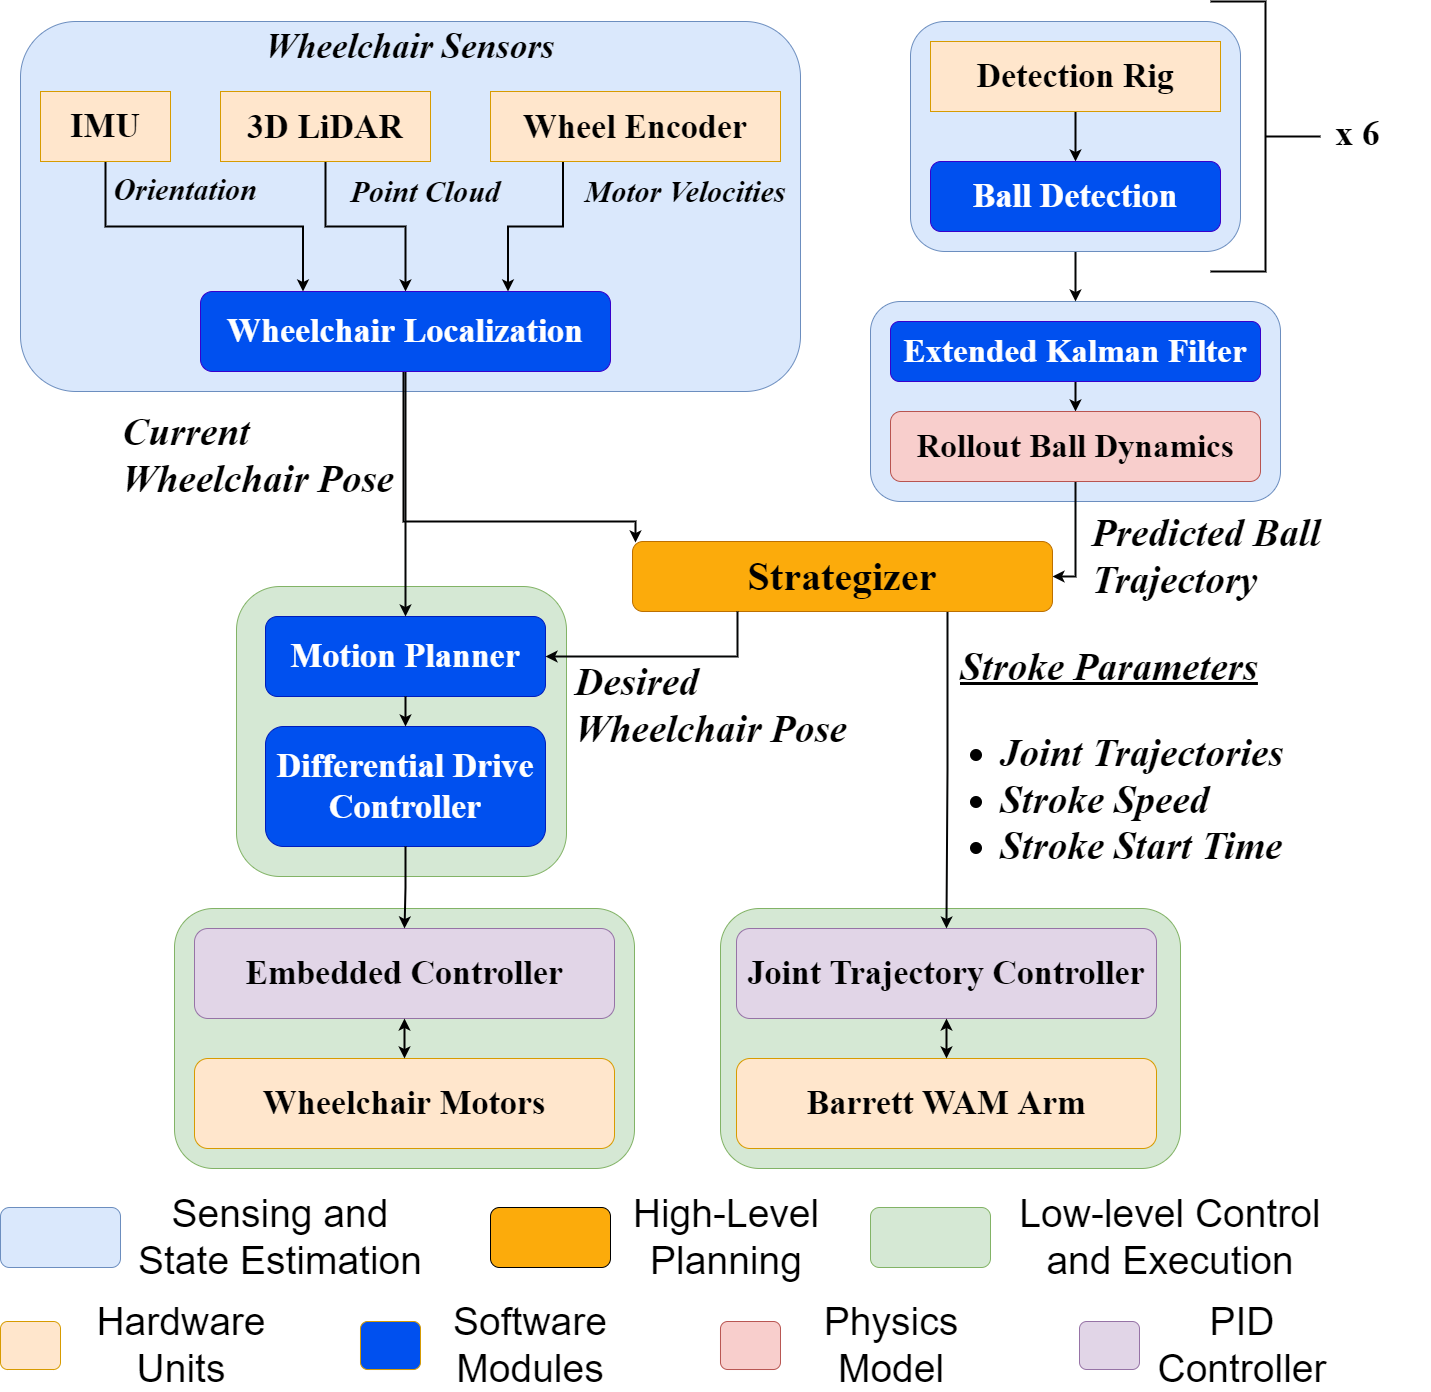 Wheelchair Sensors
IMU
3D LiDAR
Wheel Encoder
Orientation
Point Cloud
Motor Velocities
Wheelchair Localization
Detection Rig
Ball Detection
x 6
Extended Kalman Filter
Rollout Ball Dynamics
Current
Wheelchair Pose
Predicted Ball
Trajectory
Strategizer
Motion Planner
Desired
Wheelchair Pose
Differential Drive
Controller
Stroke Parameters
• Joint Trajectories
• Stroke Speed
• Stroke Start Time
Embedded Controller
Wheelchair Motors
Joint Trajectory Controller
Barrett WAM Arm
Sensing and
State Estimation
High-Level
Planning
Low-level Control
and Execution
Hardware
Units
Software
Modules
Physics
Model
PID
Controller